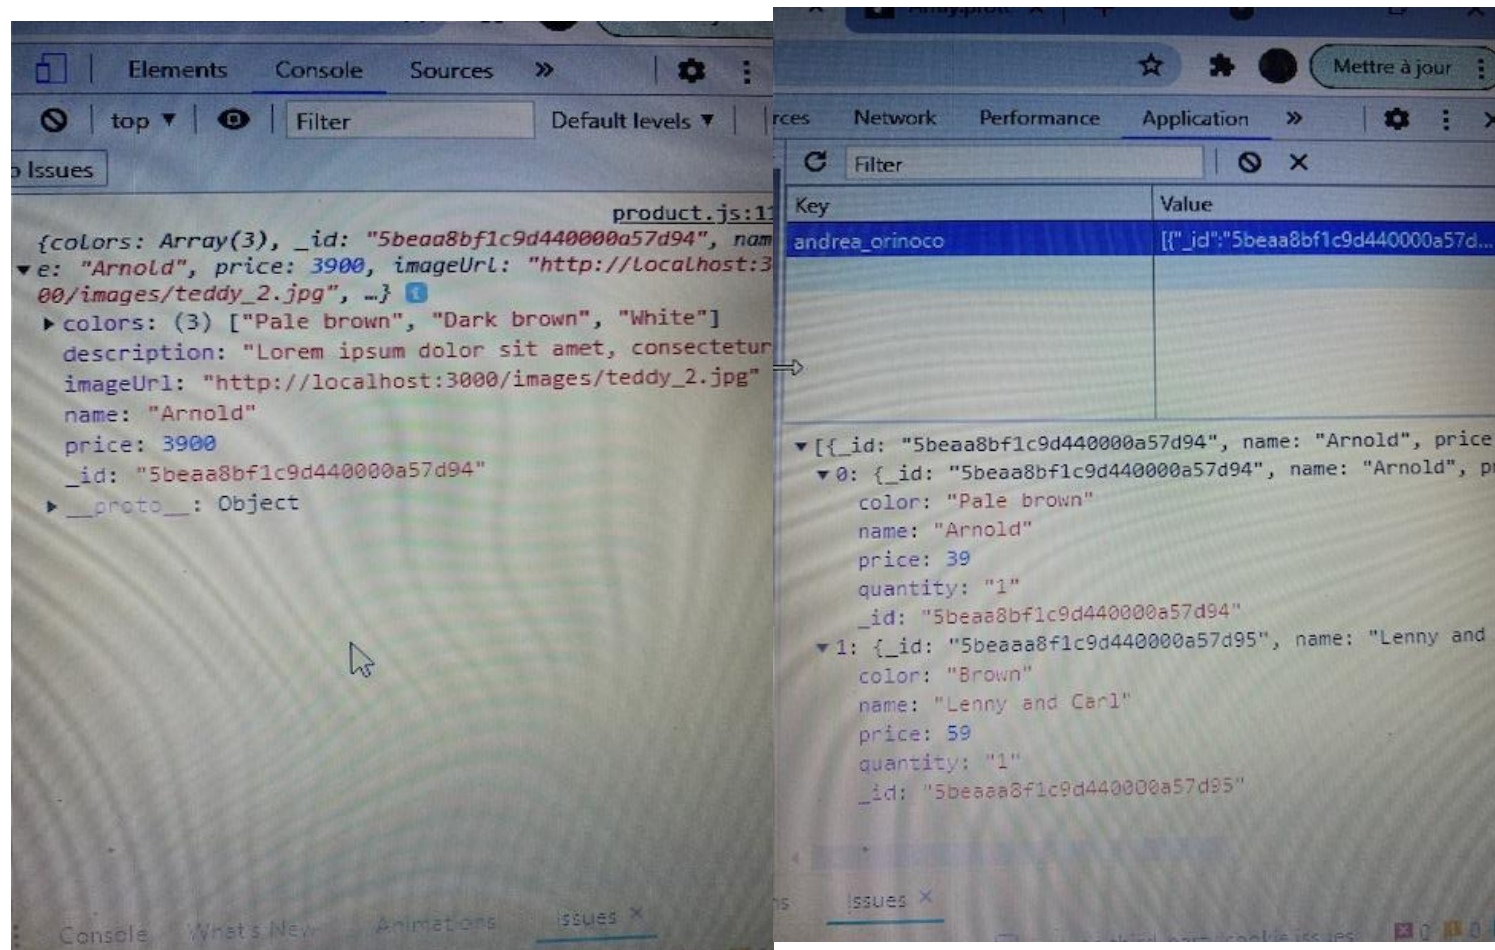 Elements Console Sources »
top ▼ Filter Default levels ▼
Issues
product.js:11
{colors: Array(3), _id: "5beaa8bf1c9d440000a57d94", nam
▼e: "Arnold", price: 3900, imageUrl: "http://localhost:3
00/images/teddy_2.jpg", …} i
▶ colors: (3) ["Pale brown", "Dark brown", "White"]
description: "Lorem ipsum dolor sit amet, consectetur
imageUrl: "http://localhost:3000/images/teddy_2.jpg"
name: "Arnold"
price: 3900
_id: "5beaa8bf1c9d440000a57d94"
▶ __proto__: Object
Console What's New Animations Issues ×
Mettre à jour
rces Network Performance Application »
Filter
Key Value
andrea_orinoco [{"_id":"5beaa8bf1c9d440000a57d...
▼ [{_id: "5beaa8bf1c9d440000a57d94", name: "Arnold", price
▼ 0: {_id: "5beaa8bf1c9d440000a57d94", name: "Arnold", p
color: "Pale brown"
name: "Arnold"
price: 39
quantity: "1"
_id: "5beaa8bf1c9d440000a57d94"
▼ 1: {_id: "5beaaa8f1c9d440000a57d95", name: "Lenny and
color: "Brown"
name: "Lenny and Carl"
price: 59
quantity: "1"
_id: "5beaaa8f1c9d440000a57d95"
Issues ×